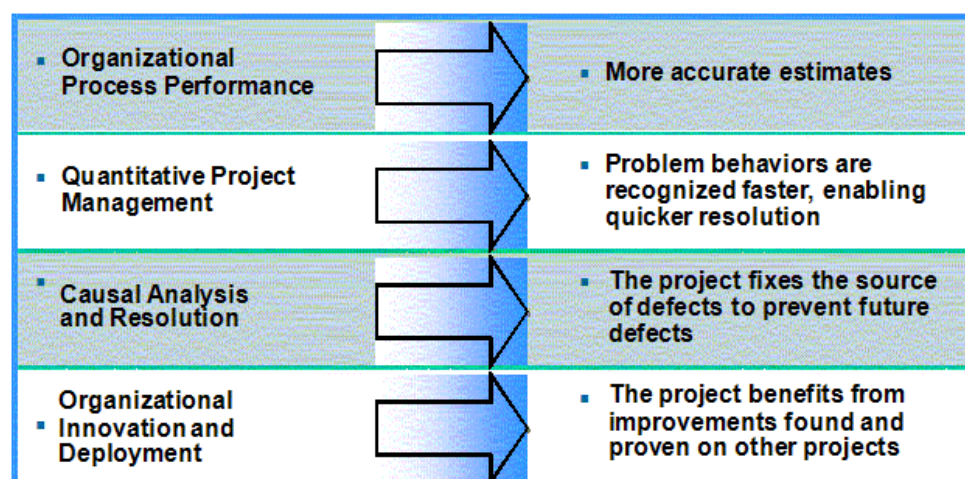 Organizational
Process Performance
More accurate estimates
Quantitative Project
Management
Problem behaviors are
recognized faster, enabling
quicker resolution
Causal Analysis
and Resolution
The project fixes the source
of defects to prevent future
defects
Organizational
Innovation and
Deployment
The project benefits from
improvements found and
proven on other projects